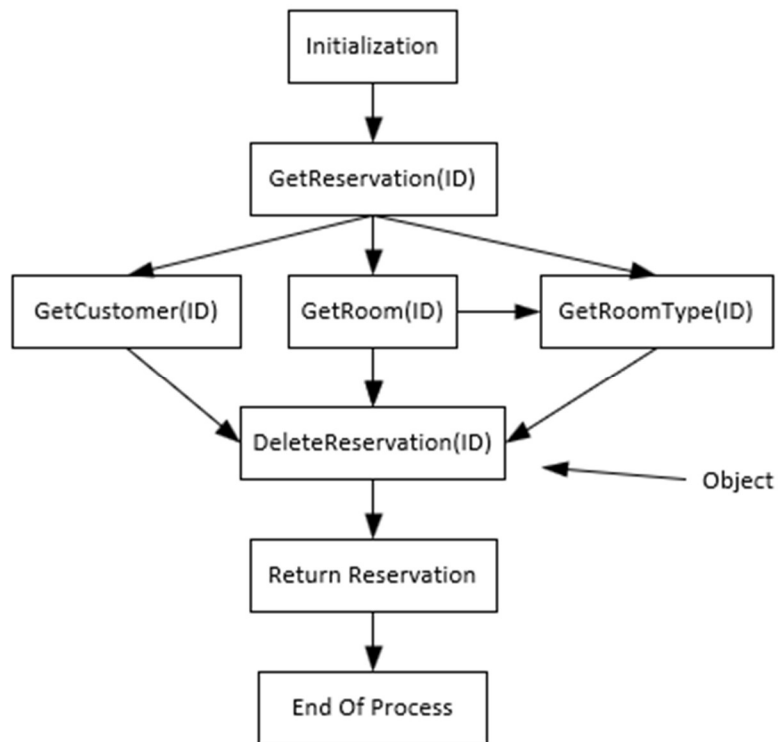 Initialization
GetReservation(ID)
GetCustomer(ID)
GetRoom(ID)
GetRoomType(ID)
DeleteReservation(ID)
Object
Return Reservation
End Of Process